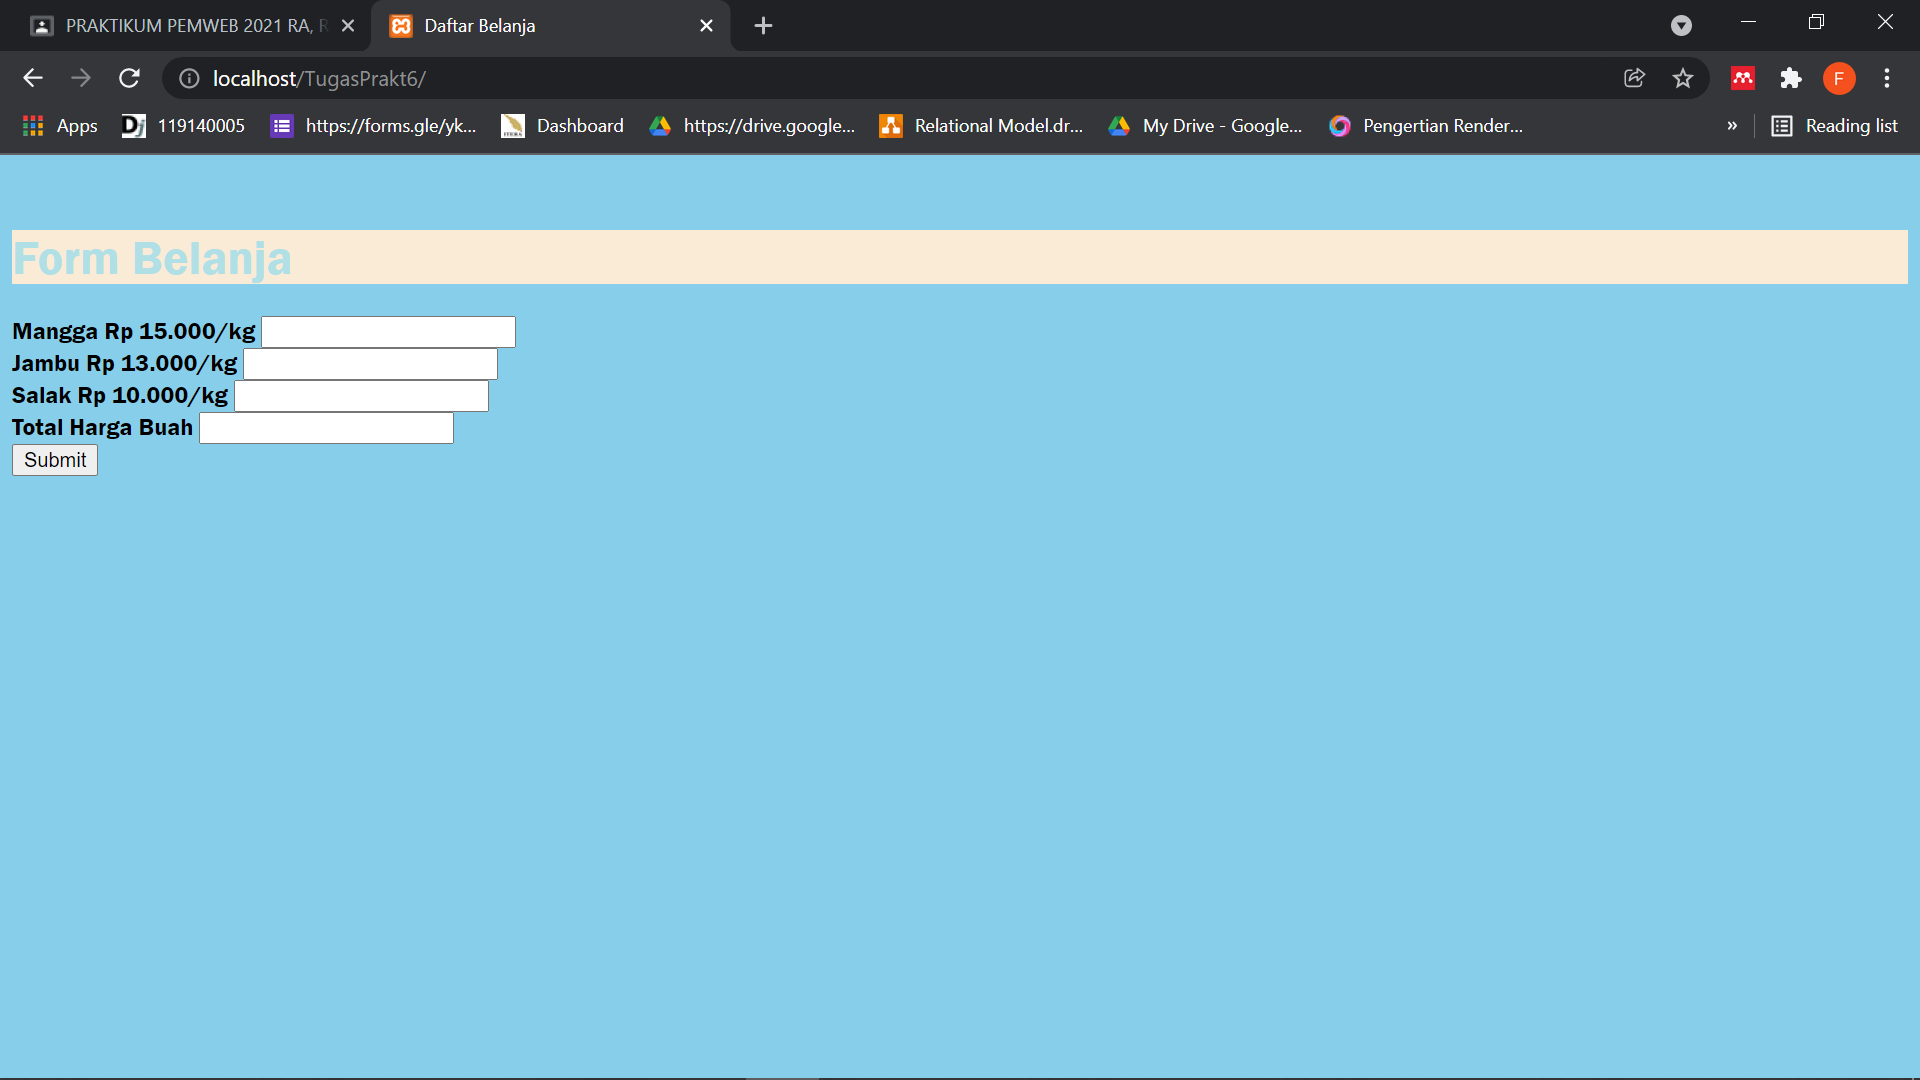 PRAKTIKUM PEMWEB 2021 RA, R
Daftar Belanja
localhost/TugasPrakt6/
F
Apps
119140005
https://forms.gle/yk...
Dashboard
https://drive.google...
Relational Model.dr...
My Drive - Google...
Pengertian Render...
»
Reading list
Form Belanja
Mangga Rp 15.000/kg
Jambu Rp 13.000/kg
Salak Rp 10.000/kg
Total Harga Buah
Submit